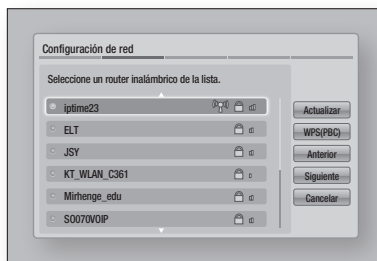 Configuración de red
Seleccione un router inalámbrico de la lista.
iptime23
ELT
JSY
KT_WLAN_C361
Mirhenge_edu
SO070VOIP
Actualizar
WPS(PBC)
Anterior
Siguiente
Cancelar